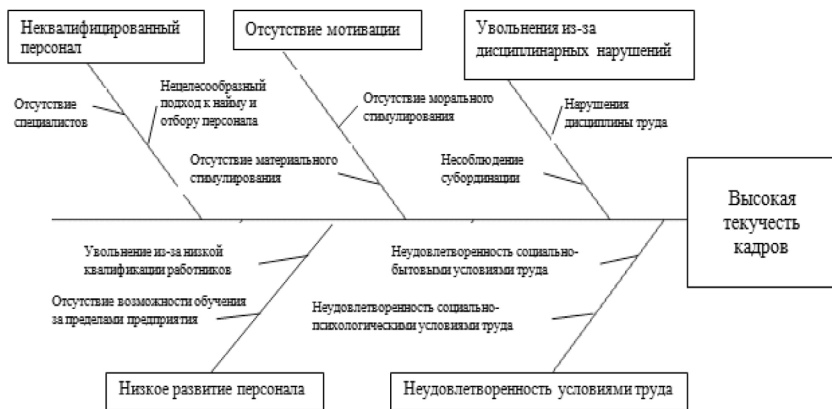 Неквалифицированный
персонал
Отсутствие мотивации
Увольнения из-за
дисциплинарных нарушений
Отсутствие
специалистов
Нецелесообразный
подход к найму и
отбору персонала
Отсутствие морального
стимулирования
Нарушения
дисциплины труда
Отсутствие материального
стимулирования
Несоблюдение
субординации
Высокая
текучесть
кадров
Увольнение из-за низкой
квалификации работников
Неудовлетворенность социально-
бытовыми условиями труда
Отсутствие возможности обучения
за пределами предприятия
Неудовлетворенность социально-
психологическими условиями труда
Низкое развитие персонала
Неудовлетворенность условиями труда